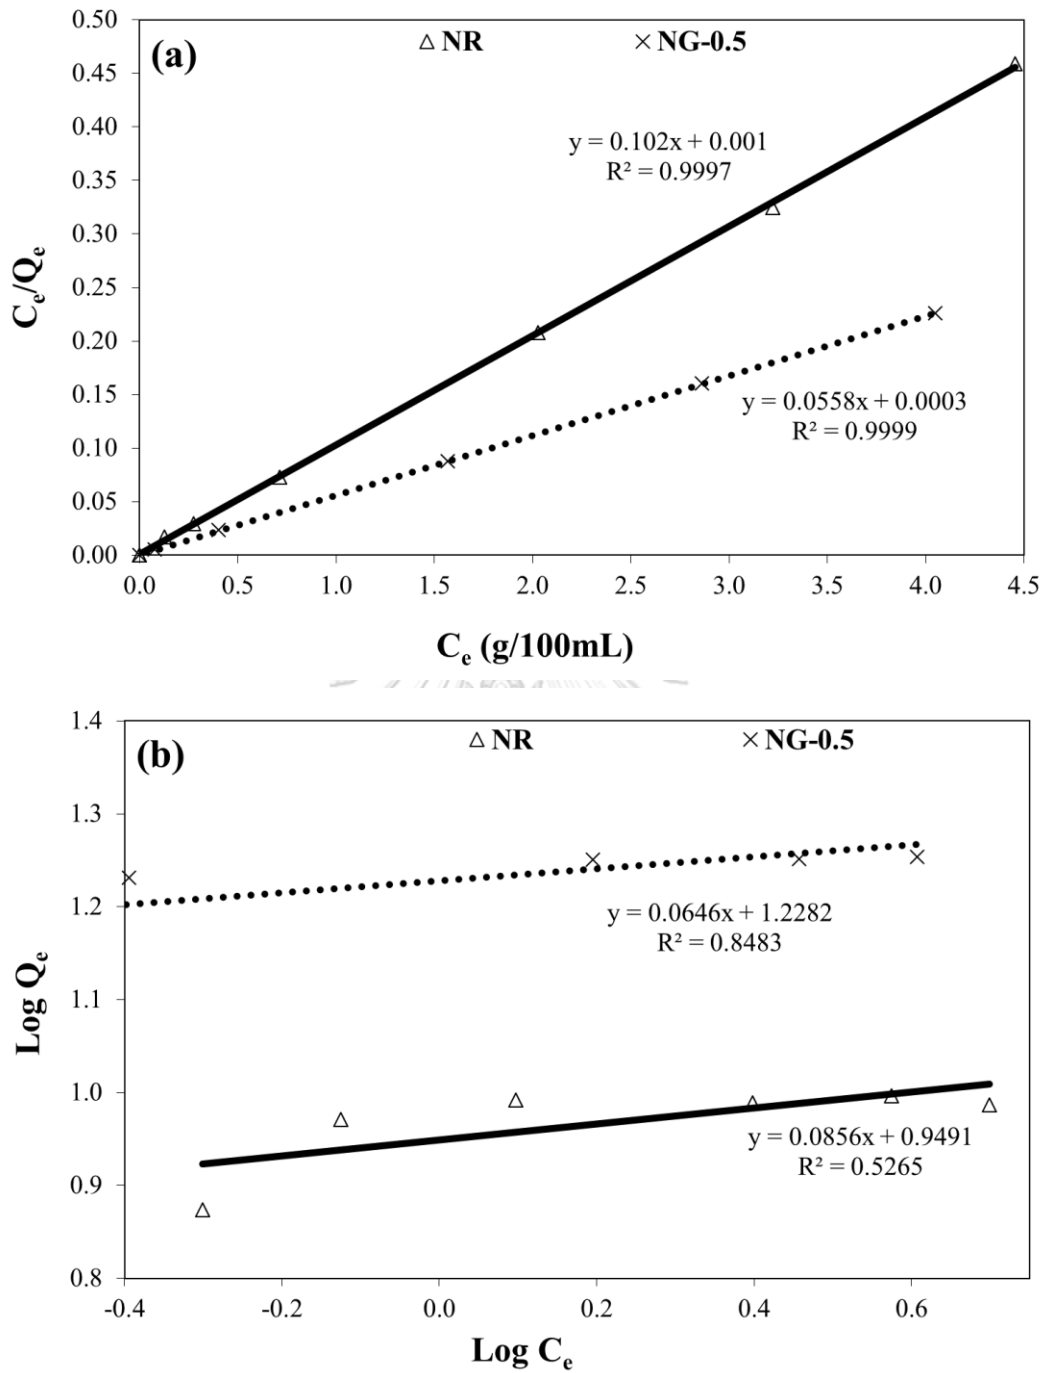 (a)
△ NR × NG-0.5
0.50
0.45
0.40
0.35
0.30
0.25
0.20
0.15
0.10
0.05
0.00
Cₑ/Qₑ
y = 0.102x + 0.001
R² = 0.9997
y = 0.0558x + 0.0003
R² = 0.9999
0.0 0.5 1.0 1.5 2.0 2.5 3.0 3.5 4.0 4.5
Cₑ (g/100mL)
(b)
△ NR × NG-0.5
1.4
1.3
1.2
1.1
1.0
0.9
0.8
Log Qₑ
y = 0.0646x + 1.2282
R² = 0.8483
y = 0.0856x + 0.9491
R² = 0.5265
-0.4 -0.2 0.0 0.2 0.4 0.6
Log Cₑ